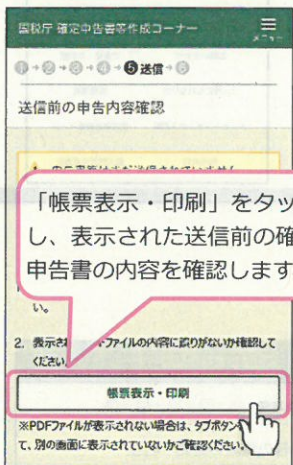 国税庁 確定申告書等作成コーナー
メニュー
①→②→③→④→❺送信→⑥
送信前の申告内容確認
「帳票表示・印刷」をタッ
し、表示された送信前の確
申告書の内容を確認します
い。
2. 表示さ
ファイルの内容に誤りがないか確認して
ください
帳票表示・印刷
※PDFファイルが表示されない場合は、タブボタン
て、別の画面に表示されていないかご確認ください。